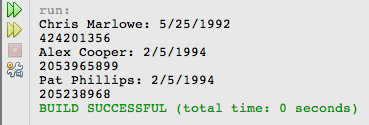 run:
Chris Marlowe: 5/25/1992
424201356
Alex Cooper: 2/5/1994
2053965899
Pat Phillips: 2/5/1994
205238968
BUILD SUCCESSFUL (total time: 0 seconds)